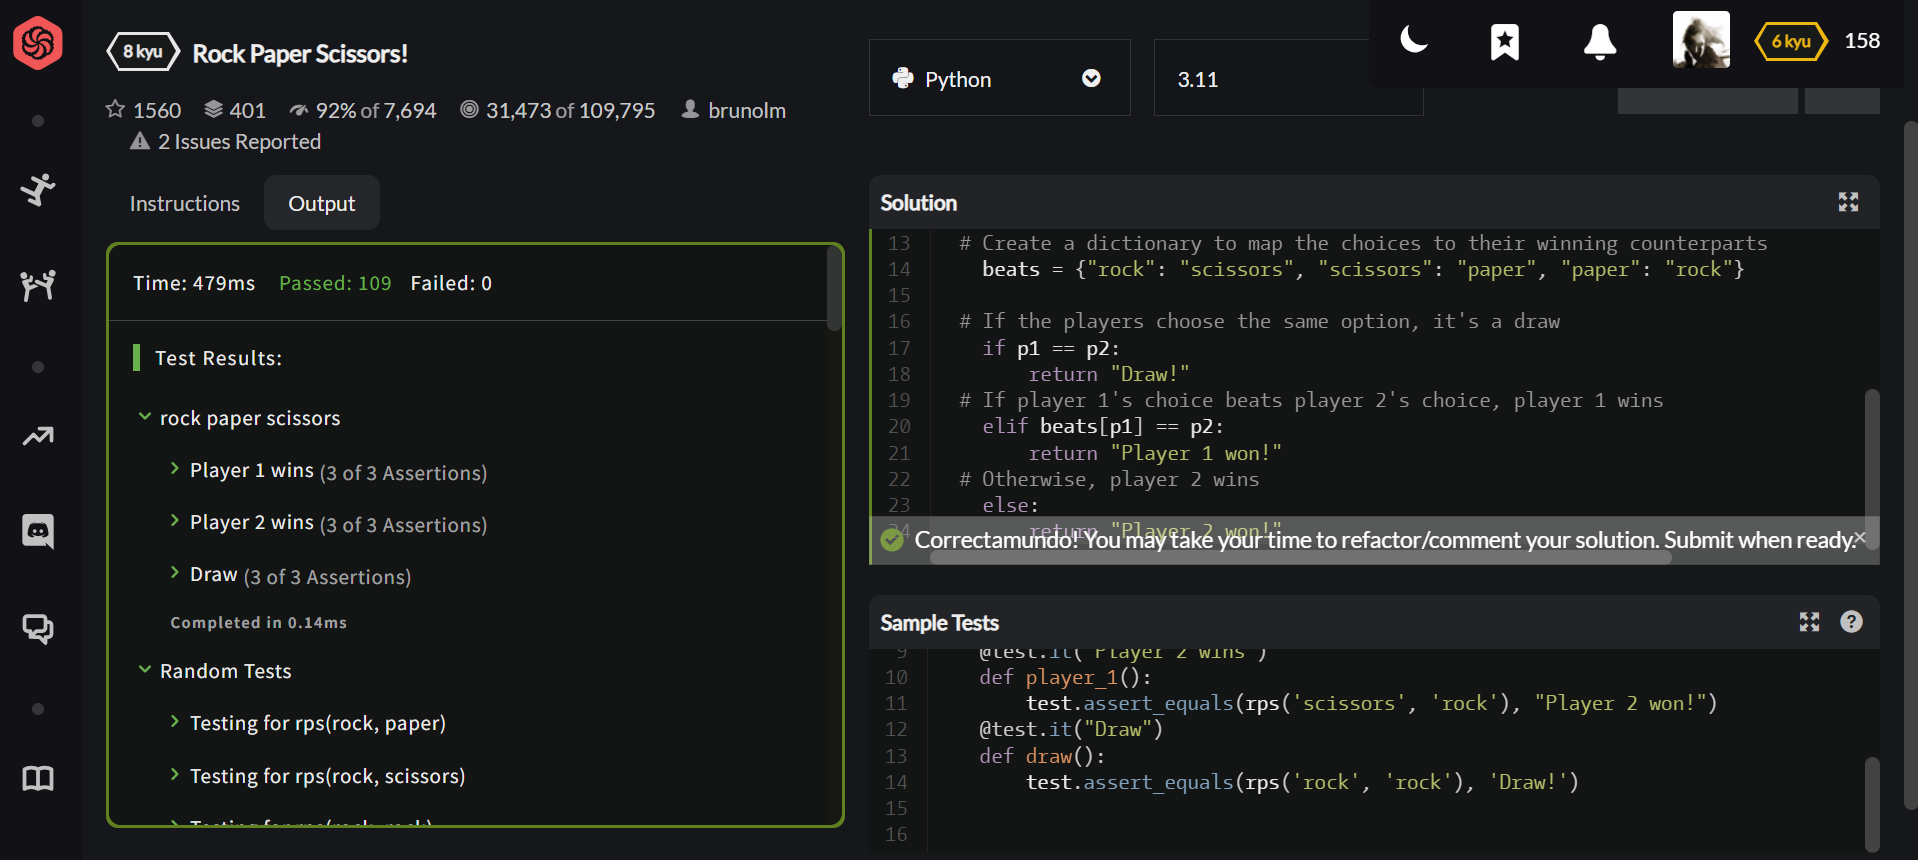 8 kyu Rock Paper Scissors!
1560 401 92% of 7,694 31,473 of 109,795 brunolm
2 Issues Reported
Python
3.11
6 kyu 158
Instructions Output
Time: 479ms Passed: 109 Failed: 0
Test Results:
rock paper scissors
Player 1 wins (3 of 3 Assertions)
Player 2 wins (3 of 3 Assertions)
Draw (3 of 3 Assertions)
Completed in 0.14ms
Random Tests
Testing for rps(rock, paper)
Testing for rps(rock, scissors)
Testing for rps(rock, rock)
Solution
13 # Create a dictionary to map the choices to their winning counterparts
14 beats = {"rock": "scissors", "scissors": "paper", "paper": "rock"}
15
16 # If the players choose the same option, it's a draw
17 if p1 == p2:
18 return "Draw!"
19 # If player 1's choice beats player 2's choice, player 1 wins
20 elif beats[p1] == p2:
21 return "Player 1 won!"
22 # Otherwise, player 2 wins
23 else:
24 return "Player 2 won!"
Correctamundo! You may take your time to refactor/comment your solution. Submit when ready.
Sample Tests
9 @test.it("Player 2 wins")
10 def player_1():
11 test.assert_equals(rps('scissors', 'rock'), "Player 2 won!")
12 @test.it("Draw")
13 def draw():
14 test.assert_equals(rps('rock', 'rock'), 'Draw!')
15
16